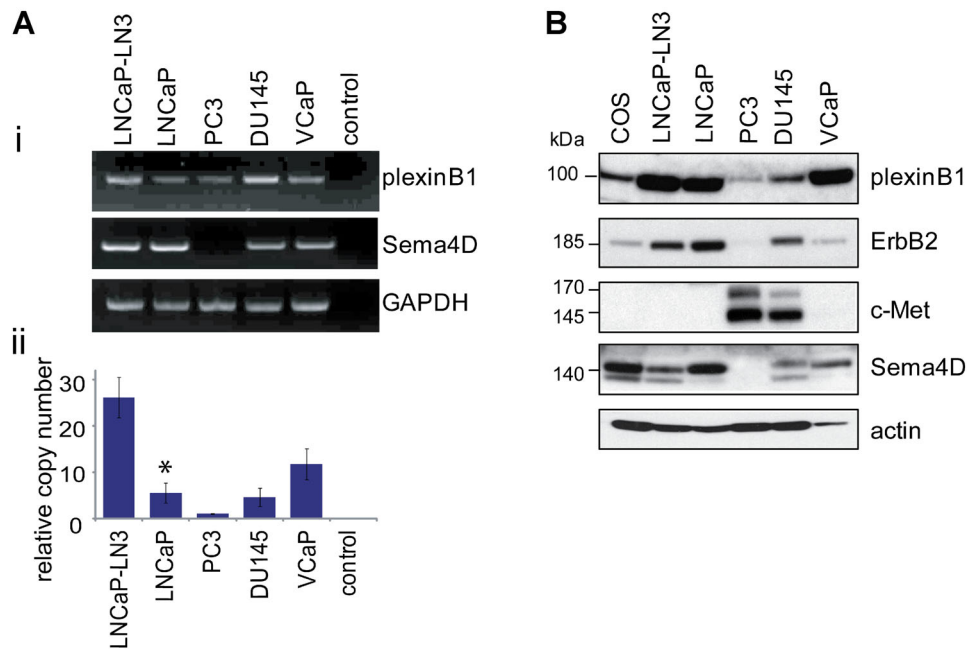 A
LNCaP-LN3
LNCaP
PC3
DU145
VCaP
control
i
plexinB1
Sema4D
GAPDH
ii
relative copy number
30
20
10
0
*
LNCaP-LN3
LNCaP
PC3
DU145
VCaP
control
B
COS
LNCaP-LN3
LNCaP
PC3
DU145
VCaP
kDa
100
plexinB1
185
ErbB2
170
145
c-Met
140
Sema4D
actin